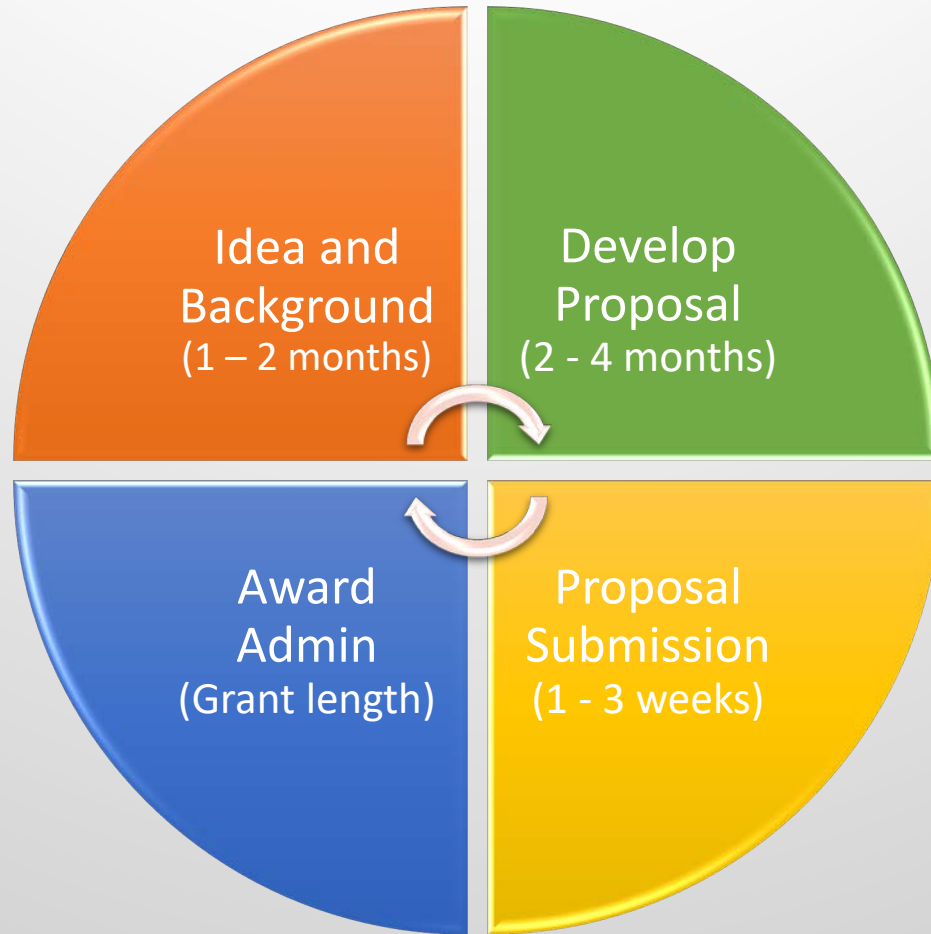 Idea and
Background
(1 – 2 months)
Develop
Proposal
(2 - 4 months)
Award
Admin
(Grant length)
Proposal
Submission
(1 - 3 weeks)